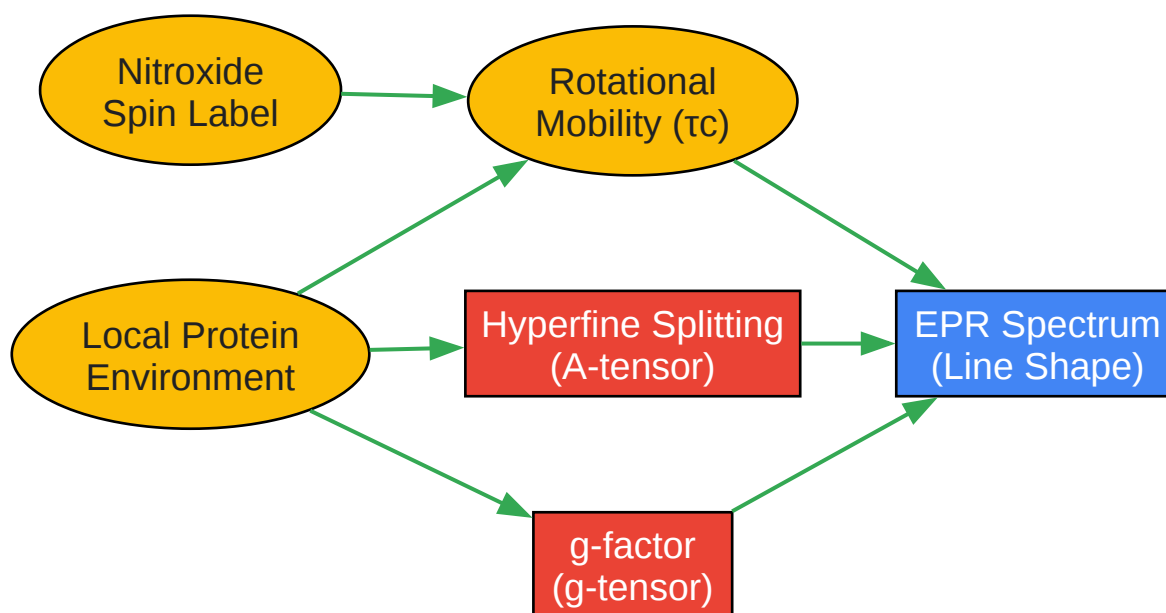 Nitroxide
Spin Label
Rotational
Mobility (τc)
Local Protein
Environment
Hyperfine Splitting
(A-tensor)
EPR Spectrum
(Line Shape)
g-factor
(g-tensor)